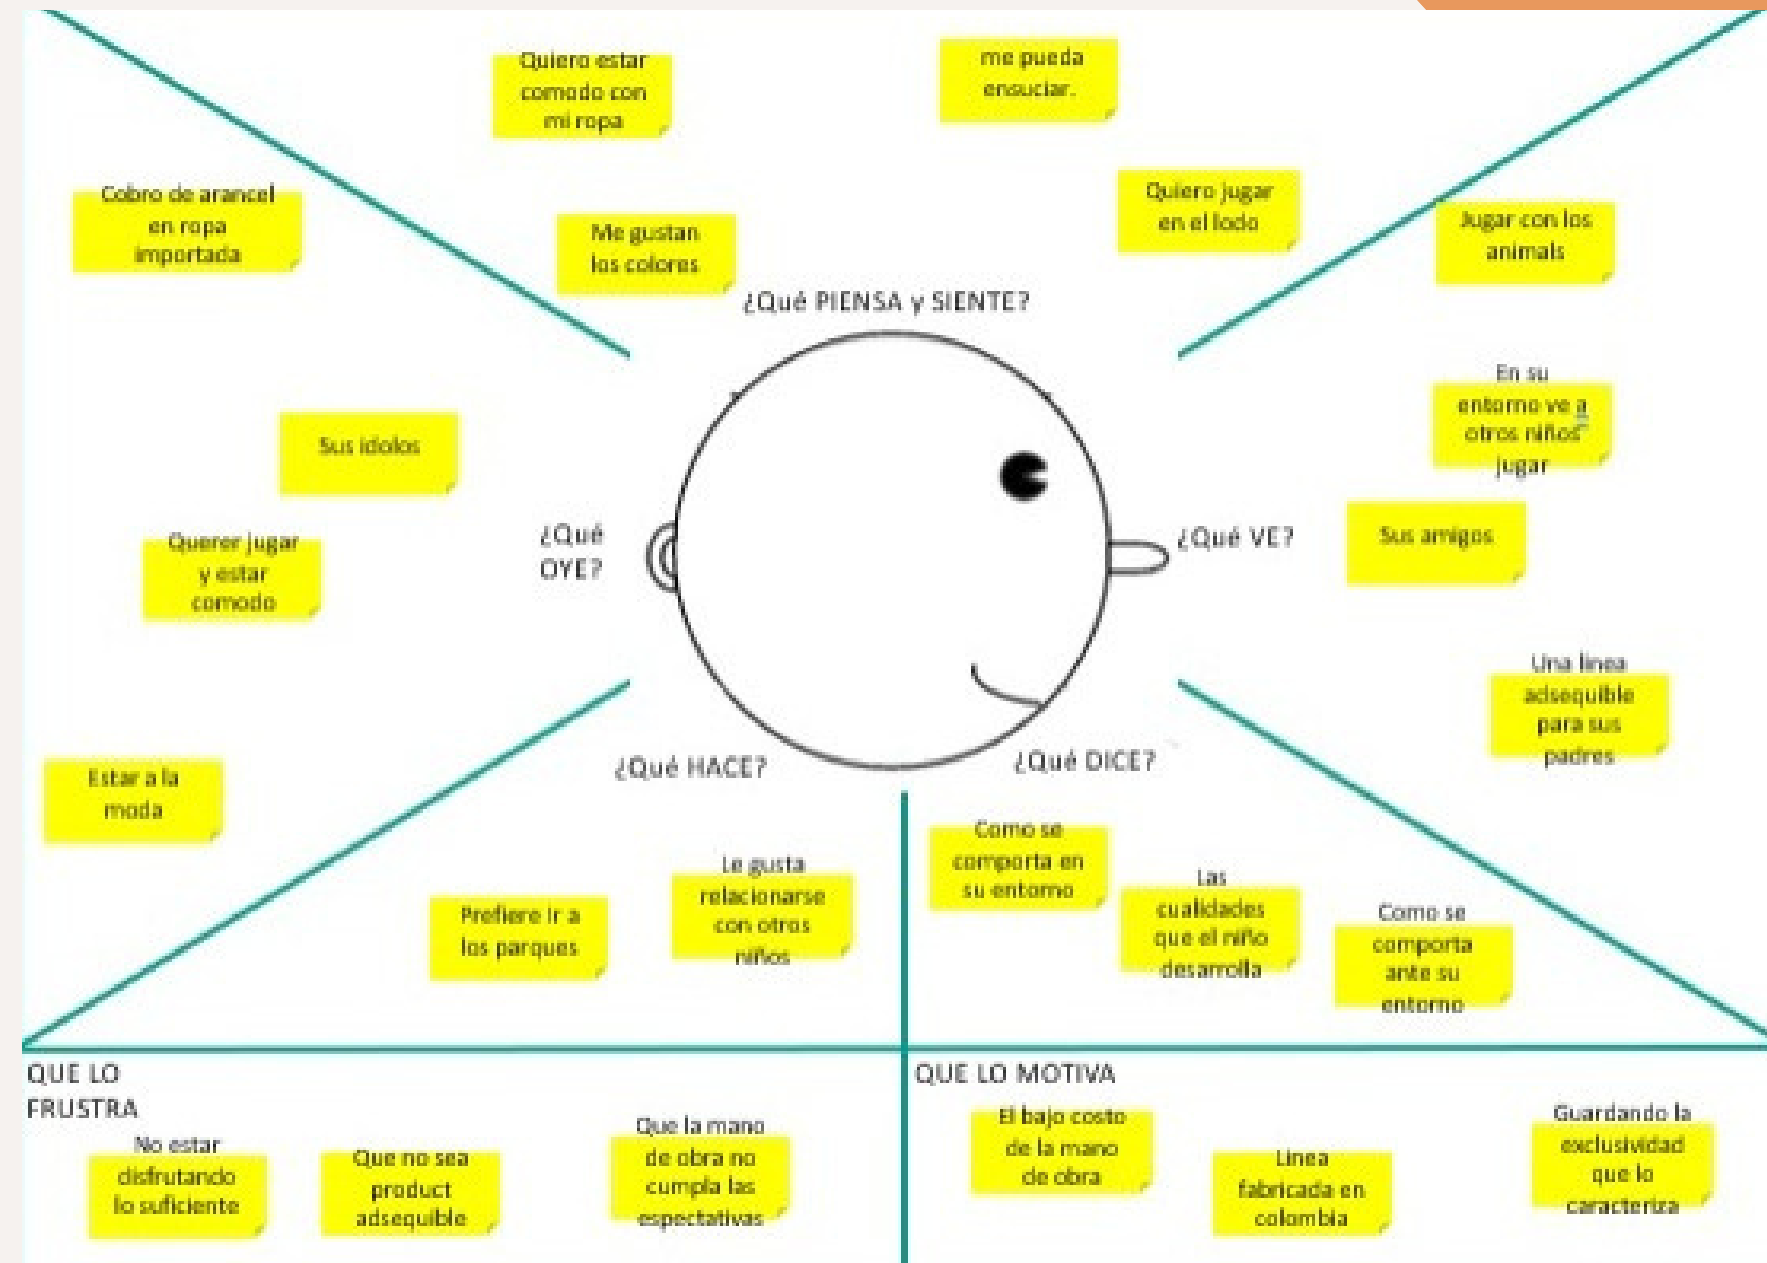 Quiero estar
comodo con
mi ropa
me pueda
ensuciar.
Cobro de arancel
en ropa
importada
Me gustan
los colores
Quiero jugar
en el lodo
Jugar con los
animals
¿Qué PIENSA y SIENTE?
Sus idolos
En su
entorno ve a
otros niños
jugar
Querer jugar
y estar
comodo
¿Qué
OYE?
¿Qué VE?
Sus amigos
Una linea
adsequible
para sus
padres
Estar a la
moda
¿Qué HACE?
¿Qué DICE?
Prefiere ir a
los parques
Le gusta
relacionarse
con otros
niños
Como se
comporta en
su entorno
Las
cualidades
que el niño
desarrolla
Como se
comporta
ante su
entorno
QUE LO
FRUSTRA
No estar
disfrutando
lo suficiente
Que no sea
product
adsequible
Que la mano
de obra no
cumpla las
espectativas
QUE LO MOTIVA
El bajo costo
de la mano
de obra
Linea
fabricada en
colombia
Guardando la
exclusividad
que lo
caracteriza